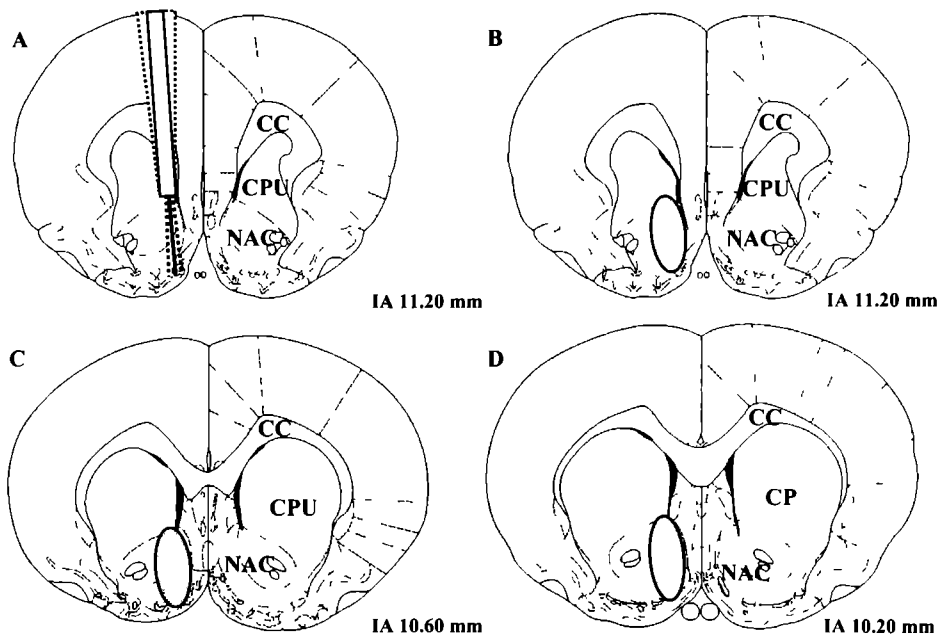 A
CC
CPU
NAC
IA 11.20 mm
B
CC
CPU
NAC
IA 11.20 mm
C
CC
CPU
NAC
IA 10.60 mm
D
CC
CP
NAC
IA 10.20 mm